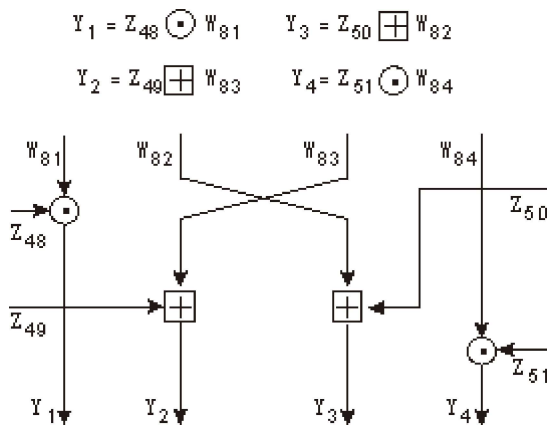 Y₁ = Z₄₈ ⊙ W₈₁ Y₃ = Z₅₀ ⊞ W₈₂
Y₂ = Z₄₉ ⊞ W₈₃ Y₄= Z₅₁ ⊙ W₈₄
W₈₁ W₈₂ W₈₃ W₈₄
Z₄₈ Z₅₀
Z₄₉
Z₅₁
Y₁ Y₂ Y₃ Y₄